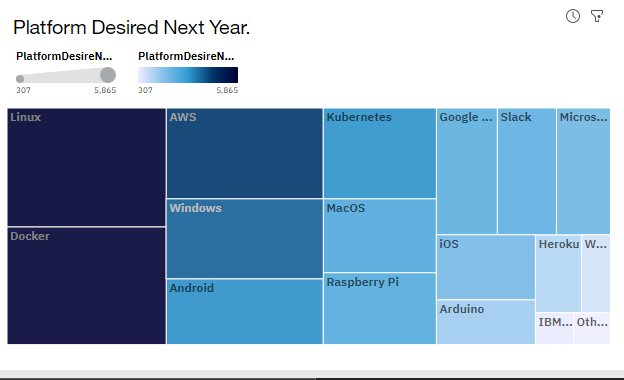 Platform Desired Next Year.
PlatformDesireN... PlatformDesireN...
307 5,865 307 5,865
Linux
AWS
Kubernetes
Google ...
Slack
Micros...
Windows
MacOS
Docker
iOS
Heroku
W...
Android
Raspberry Pi
Arduino
IBM...
Oth...